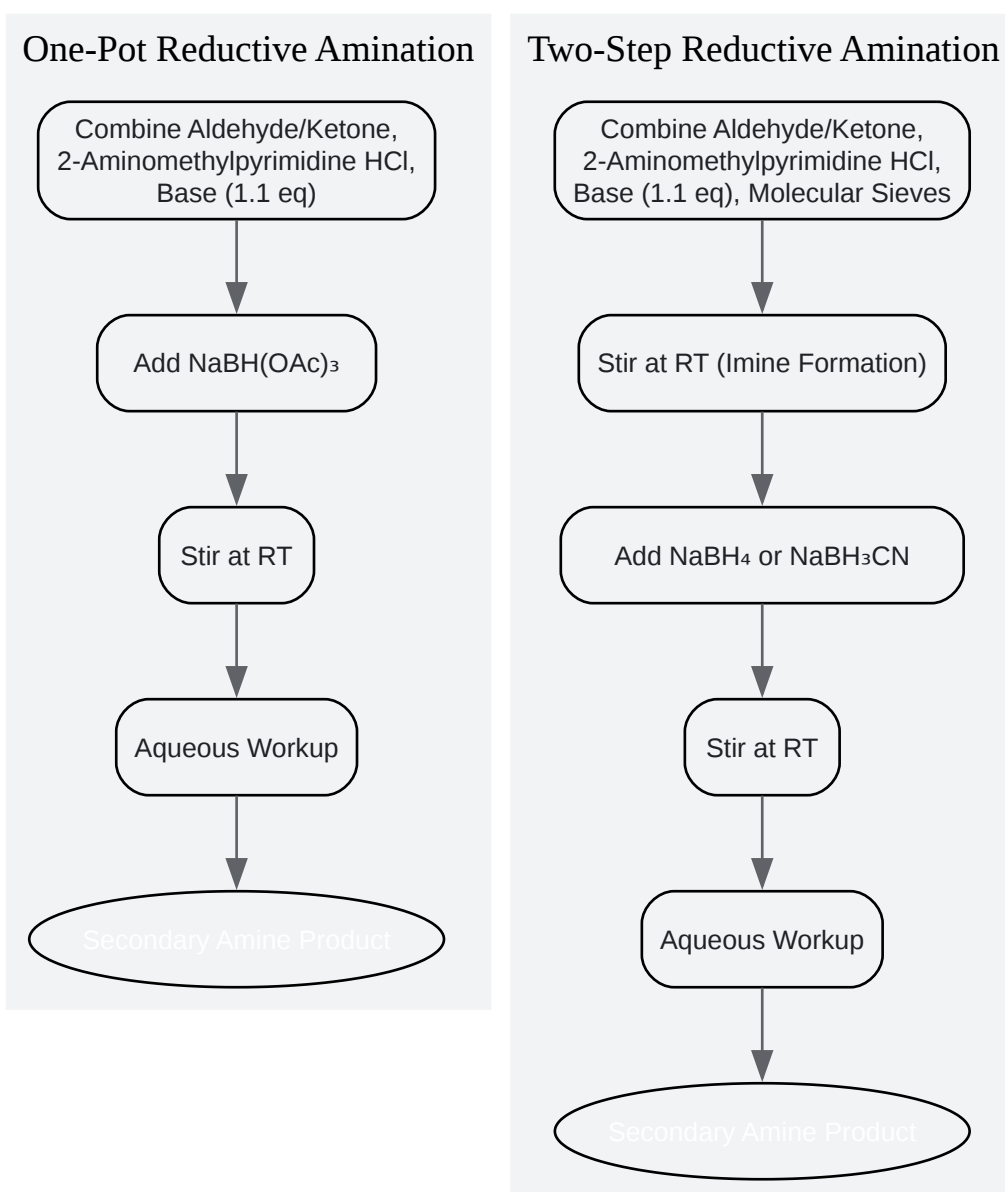 One-Pot Reductive Amination
Combine Aldehyde/Ketone,
2-Aminomethylpyrimidine HCl,
Base (1.1 eq)
Add NaBH(OAc)₃
Stir at RT
Aqueous Workup
Secondary Amine Product
Two-Step Reductive Amination
Combine Aldehyde/Ketone,
2-Aminomethylpyrimidine HCl,
Base (1.1 eq), Molecular Sieves
Stir at RT (Imine Formation)
Add NaBH₄ or NaBH₃CN
Stir at RT
Aqueous Workup
Secondary Amine Product